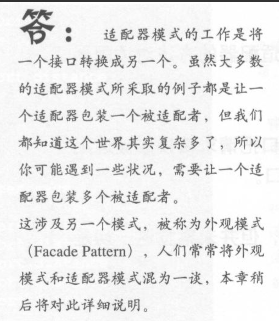 答： 适配器模式的工作是将
一个接口转换成另一个。虽然大多数
的适配器模式所采取的例子都是让一
个适配器包装一个被适配者，但我们
都知道这个世界其实复杂多了，所以
你可能遇到一些状况，需要让一个适
配器包装多个被适配者。
这涉及另一个模式，被称为外观模式
（Facade Pattern），人们常常将外观
模式和适配器模式混为一谈，本章稍
后将对此详细说明。